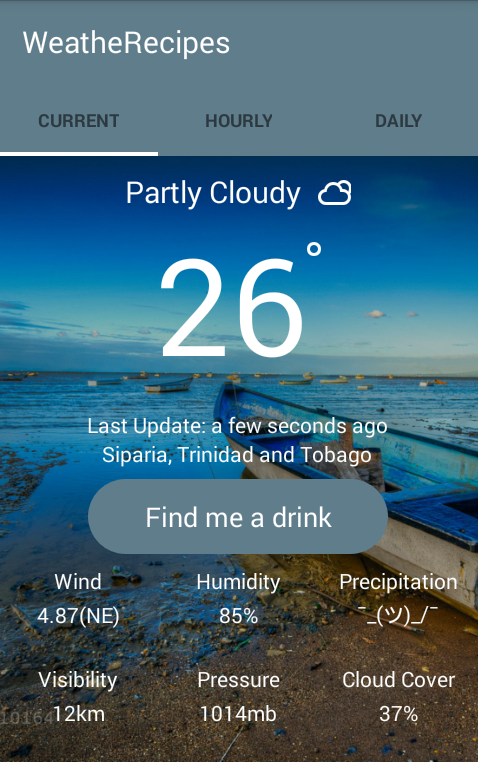 WeatheRecipes
CURRENT HOURLY DAILY
Partly Cloudy
26°
Last Update: a few seconds ago
Siparia, Trinidad and Tobago
Find me a drink
Wind Humidity Precipitation
4.87(NE) 85% ¯_(ツ)_/¯
Visibility Pressure Cloud Cover
12km 1014mb 37%
10164